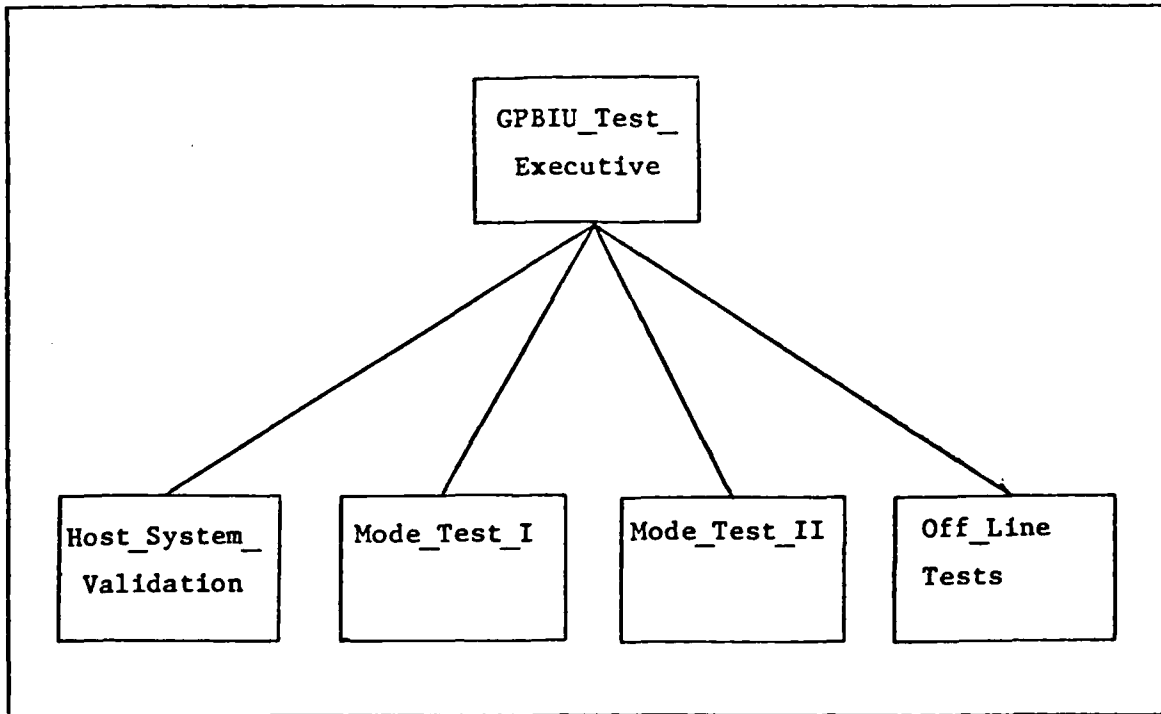 GPBIU_Test_
Executive
Host_System_
Validation
Mode_Test_I
Mode_Test_II
Off_Line
Tests